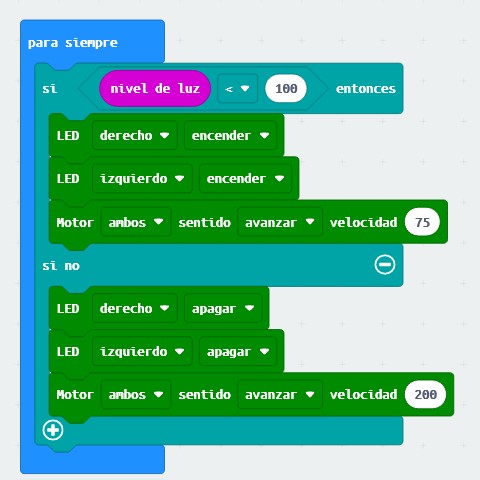 para siempre
si nivel de luz < 100 entonces
LED derecho encender
LED izquierdo encender
Motor ambos sentido avanzar velocidad 75
si no
LED derecho apagar
LED izquierdo apagar
Motor ambos sentido avanzar velocidad 200